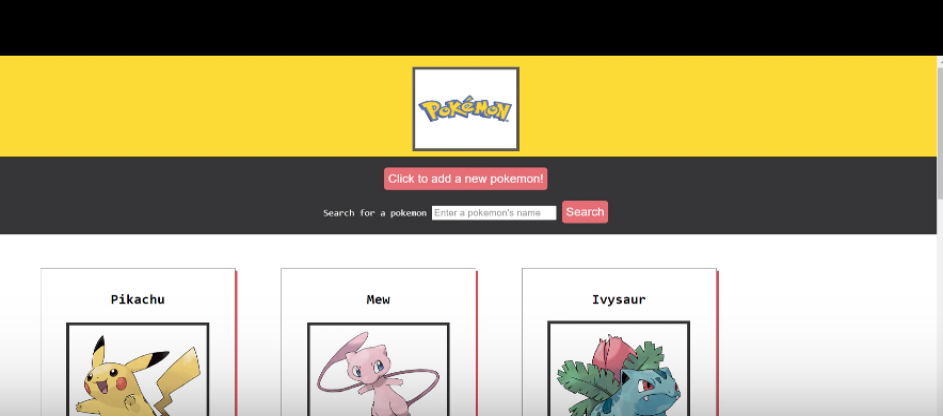 POKéMON
Click to add a new pokemon!
Search for a pokemon Enter a pokemon's name Search
Pikachu Mew Ivysaur